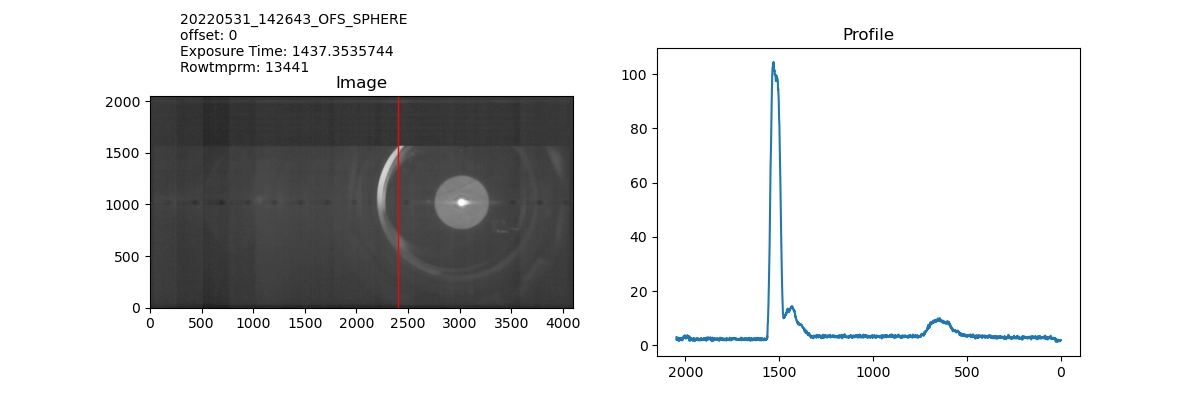 20220531_142643_OFS_SPHERE
offset: 0
Exposure Time: 1437.3535744
Rowtmprm: 13441
Image
2000
1500
1000
500
0
0 500 1000 1500 2000 2500 3000 3500 4000
Profile
100
80
60
40
20
0
2000 1500 1000 500 0